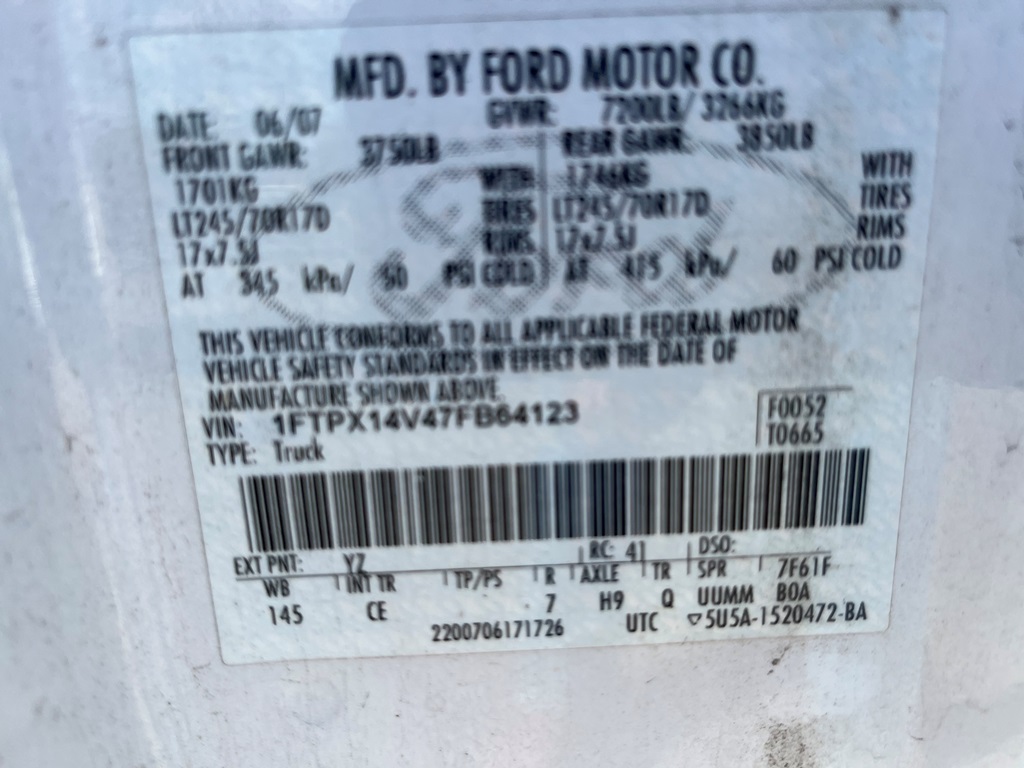 MFD. BY FORD MOTOR CO.
DATE: 06/07 GVWR: 7200LB/ 3266KG
FRONT GAWR: 3750LB REAR GAWR: 3850LB
1701KG WITH 1746KG WITH
LT245/70R17D TIRES LT245/70R17D TIRES
17x7.5J RIMS 17x7.5J RIMS
AT 345 kPa/ 50 PSI COLD AT 415 kPa/ 60 PSI COLD
THIS VEHICLE CONFORMS TO ALL APPLICABLE FEDERAL MOTOR
VEHICLE SAFETY STANDARDS IN EFFECT ON THE DATE OF
MANUFACTURE SHOWN ABOVE.
VIN: 1FTPX14V47FB64123 F0052
TYPE: Truck T0665
EXT PNT: YZ RC: 41 DSO:
WB INT TR TP/PS R AXLE TR SPR 7F61F
145 CE 7 H9 Q UUMM BOA
2200706171726 UTC ▽5U5A-1520472-BA